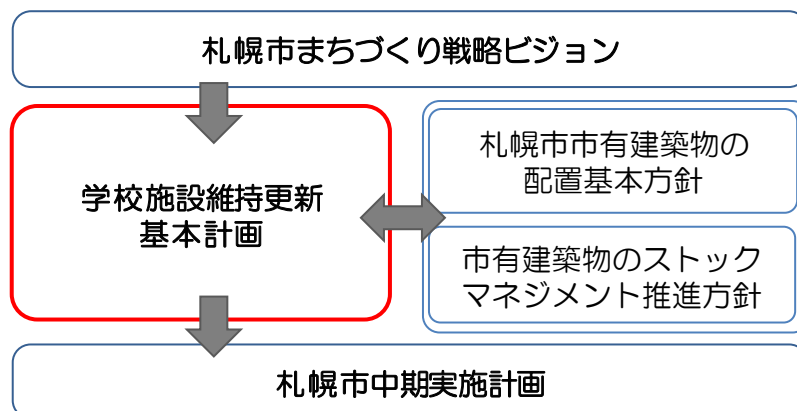 札幌市まちづくり戦略ビジョン
学校施設維持更新
基本計画
札幌市市有建築物の
配置基本方針
市有建築物のストック
マネジメント推進方針
札幌市中期実施計画